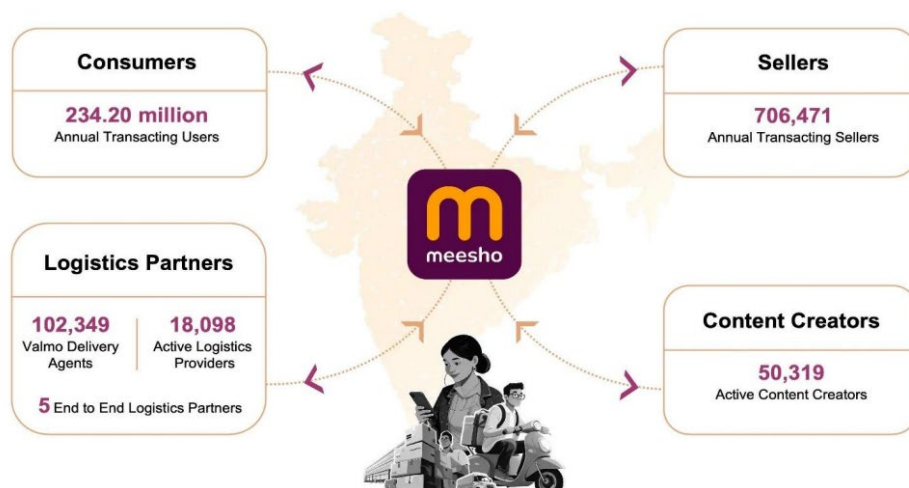 Consumers
234.20 million
Annual Transacting Users
Sellers
706,471
Annual Transacting Sellers
m
meesho
Logistics Partners
102,349
Valmo Delivery
Agents
18,098
Active Logistics
Providers
5 End to End Logistics Partners
Content Creators
50,319
Active Content Creators